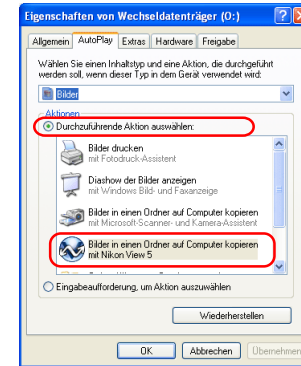 Eigenschaften von Wechseldatenträger (O:)
Allgemein AutoPlay Extras Hardware Freigabe
Wählen Sie einen Inhaltstyp und eine Aktion, die durchgeführt
werden soll, wenn dieser Typ in dem Gerät verwendet wird:
Bilder
Aktionen
Durchzuführende Aktion auswählen:
Bilder drucken
mit Fotodruck-Assistent
Diashow der Bilder anzeigen
mit Windows Bild- und Faxanzeige
Bilder in einen Ordner auf Computer kopieren
mit Microsoft-Scanner- und Kamera-Assistent
Bilder in einen Ordner auf Computer kopieren
mit Nikon View 5
Eingabeaufforderung, um Aktion auszuwählen
Wiederherstellen
OK Abbrechen Übernehmen